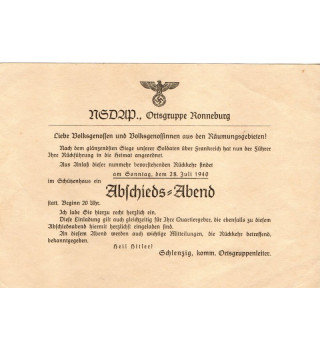 NSDAP., Ortsgruppe Ronneburg
Liebe Volksgenossen und Volksgenossinnen aus den Räumungsgebieten!
Nach dem glänzendsten Siege unserer Soldaten über Frankreich hat nun der Führer
Ihre Rückführung in die Heimat angeordnet.
Aus Anlaß dieser nunmehr bevorstehenden Rückkehr findet
am Sonntag, dem 28. Juli 1940
im Schützenhaus ein
Abschieds=Abend
statt. Beginn 20 Uhr.
Ich lade Sie hierzu recht herzlich ein.
Diese Einladung gilt auch gleichzeitig für Ihre Quartiergeber, die ebenfalls zu diesem
Abschiedsabend hiermit herzlichst eingeladen sind.
An diesem Abend werden auch wichtige Mitteilungen, die Rückkehr betreffend,
bekanntgegeben.
Heil Hitler!
Schlenzig, komm. Ortsgruppenleiter.